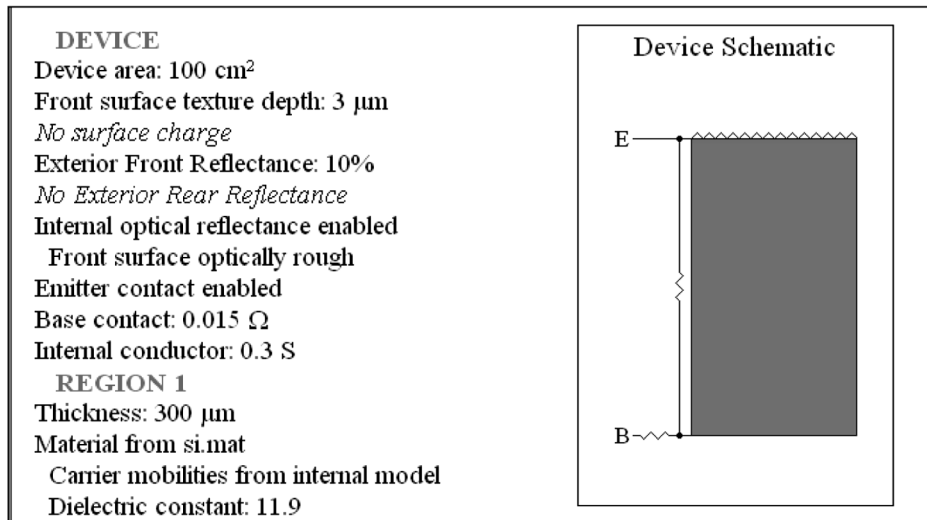 DEVICE
Device area: 100 cm²
Front surface texture depth: 3 µm
No surface charge
Exterior Front Reflectance: 10%
No Exterior Rear Reflectance
Internal optical reflectance enabled
Front surface optically rough
Emitter contact enabled
Base contact: 0.015 Ω
Internal conductor: 0.3 S
REGION 1
Thickness: 300 µm
Material from si.mat
Carrier mobilities from internal model
Dielectric constant: 11.9
Device Schematic
E
B